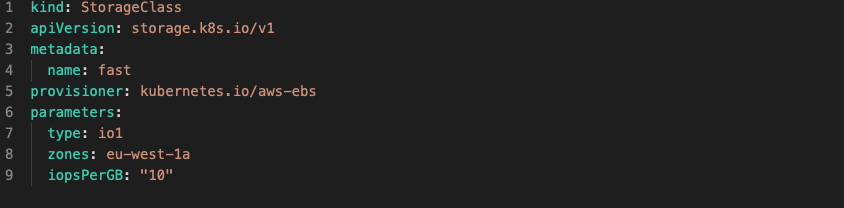 1 kind: StorageClass
2 apiVersion: storage.k8s.io/v1
3 metadata:
4   name: fast
5 provisioner: kubernetes.io/aws-ebs
6 parameters:
7   type: io1
8   zones: eu-west-1a
9   iopsPerGB: "10"